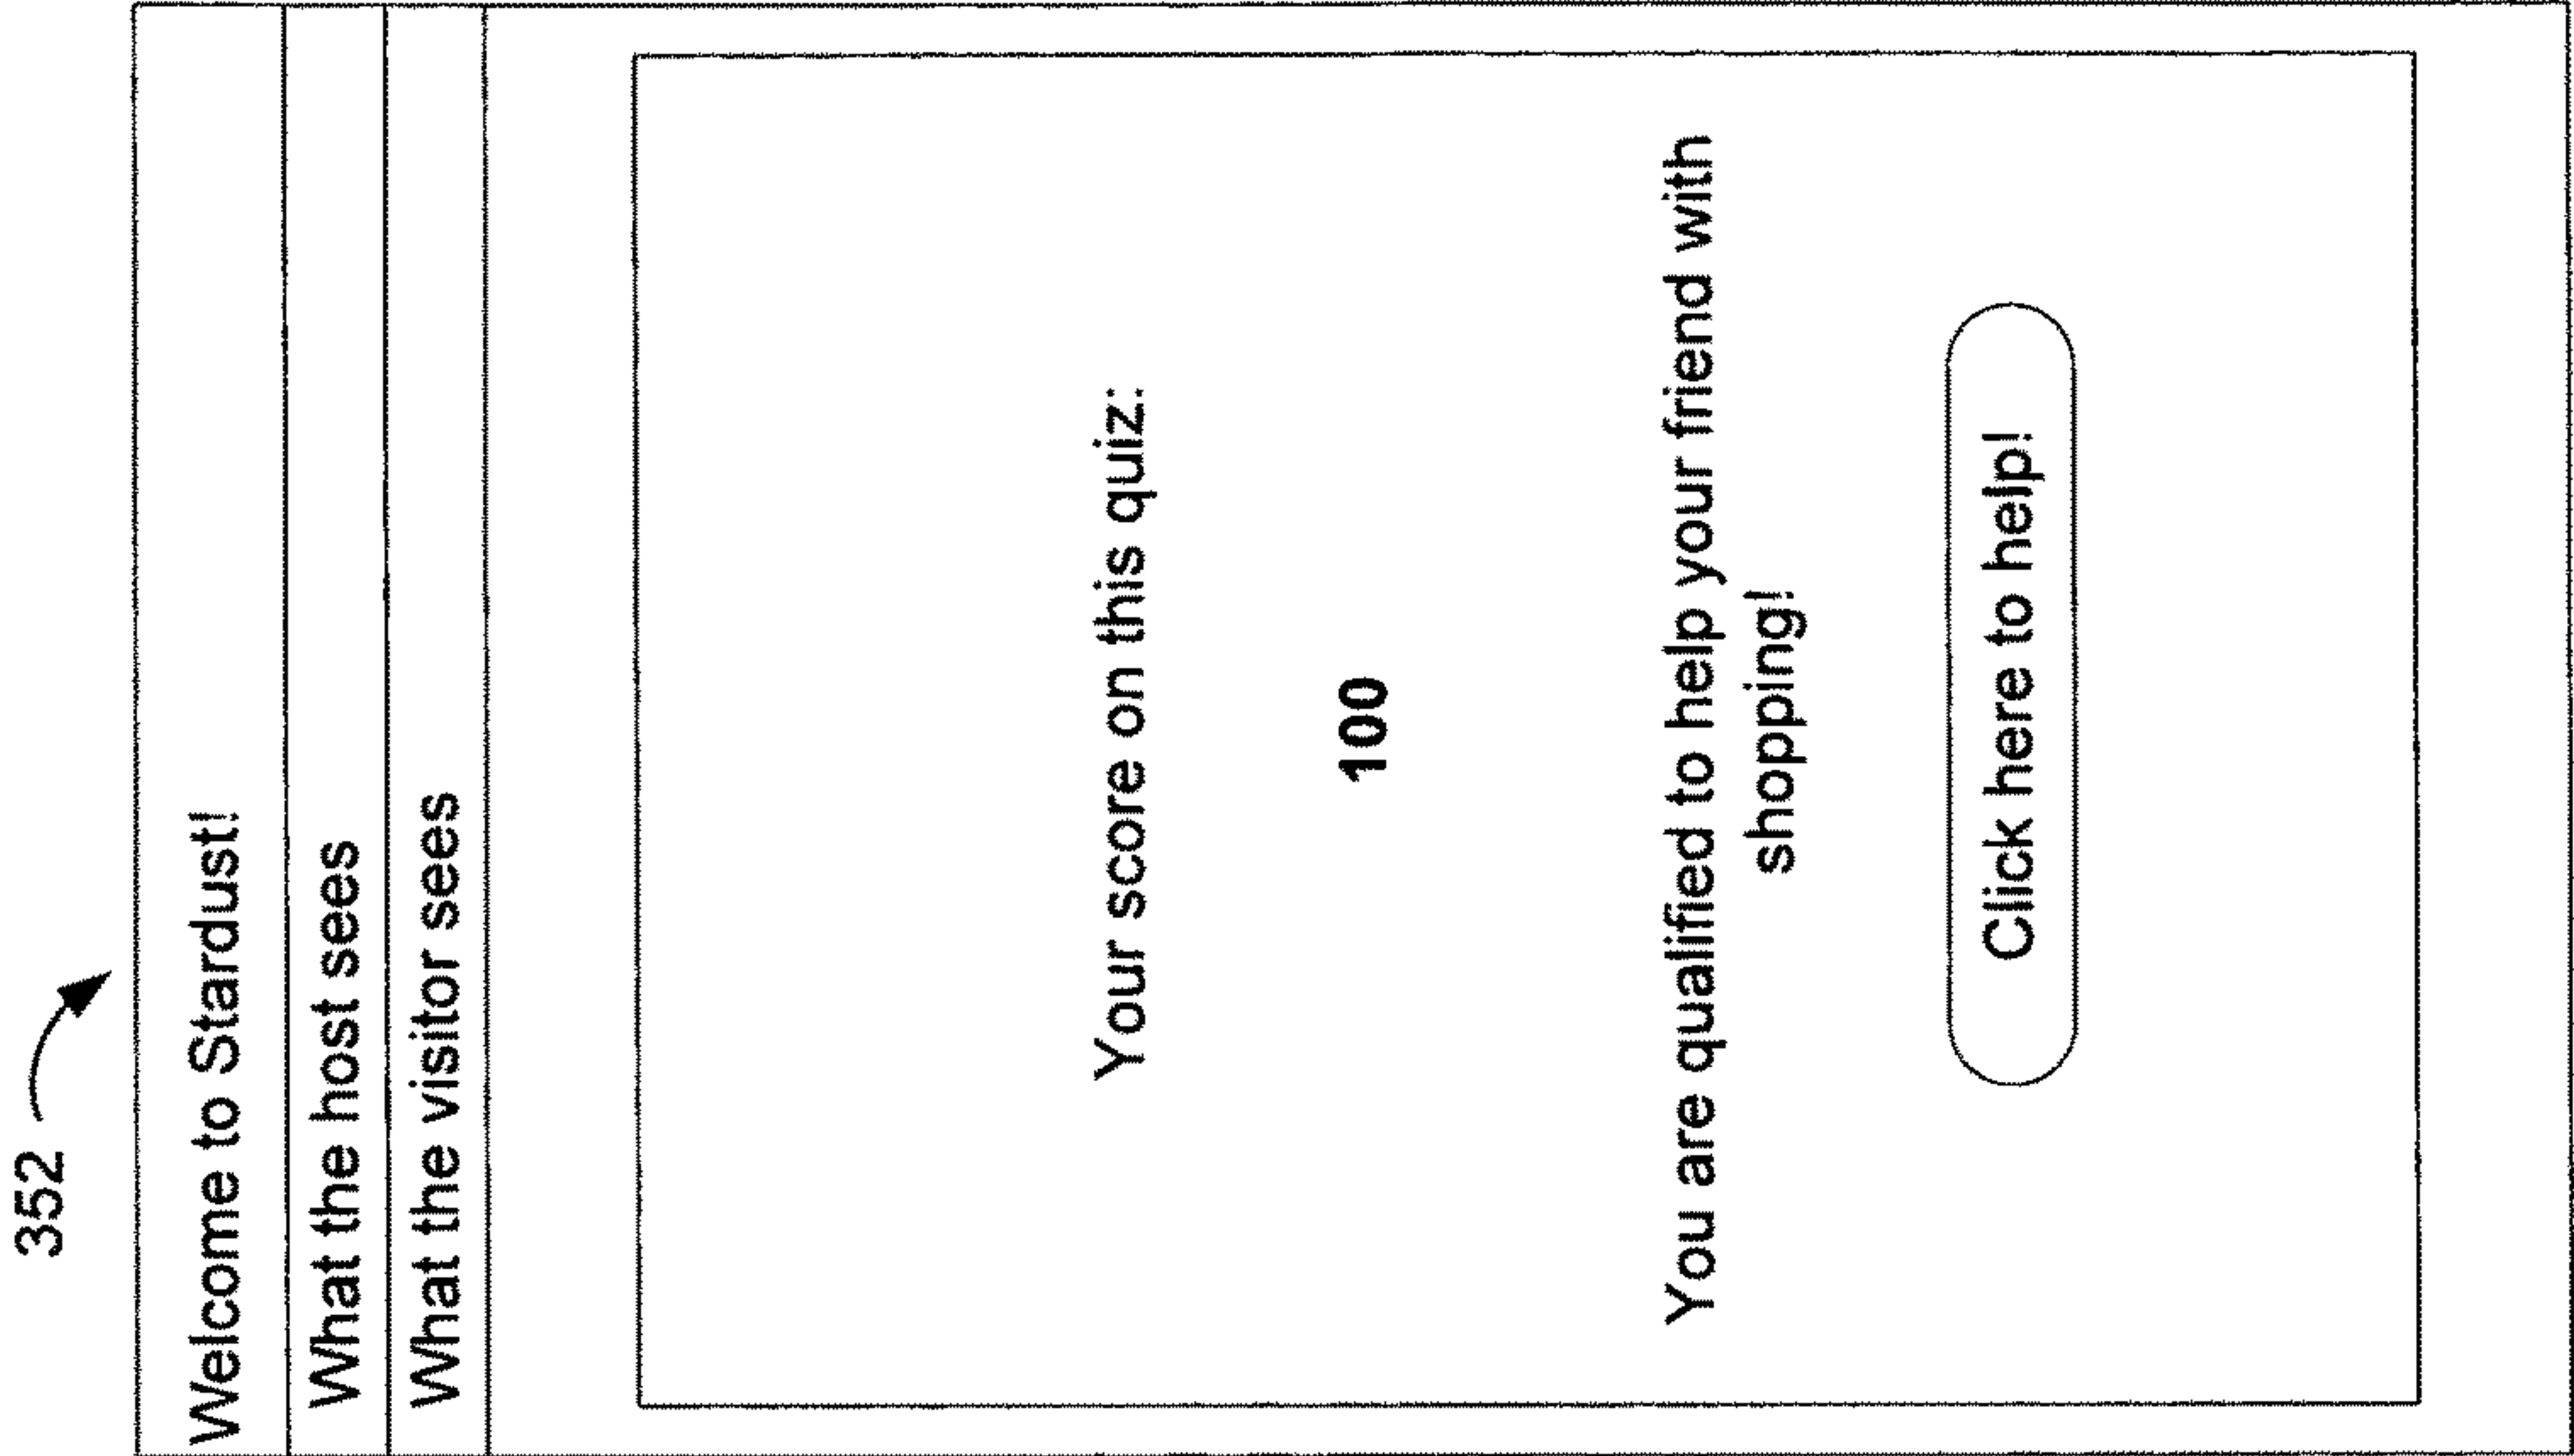 352
Welcome to Stardust!
What the host sees
What the visitor sees
Your score on this quiz:
100
You are qualified to help your friend with
shopping!
Click here to help!